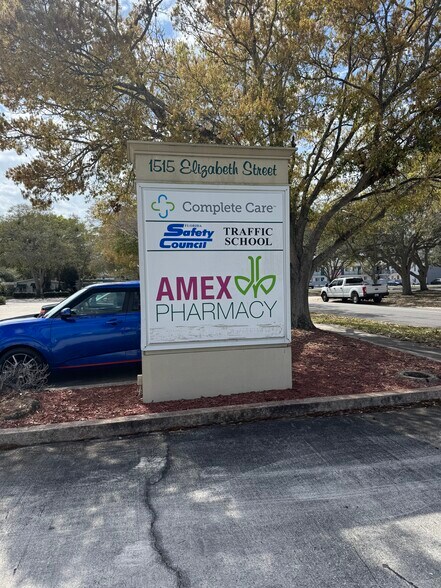 1515 Elizabeth Street
Complete Care
FLORIDA
Safety
Council
TRAFFIC
SCHOOL
AMEX
PHARMACY